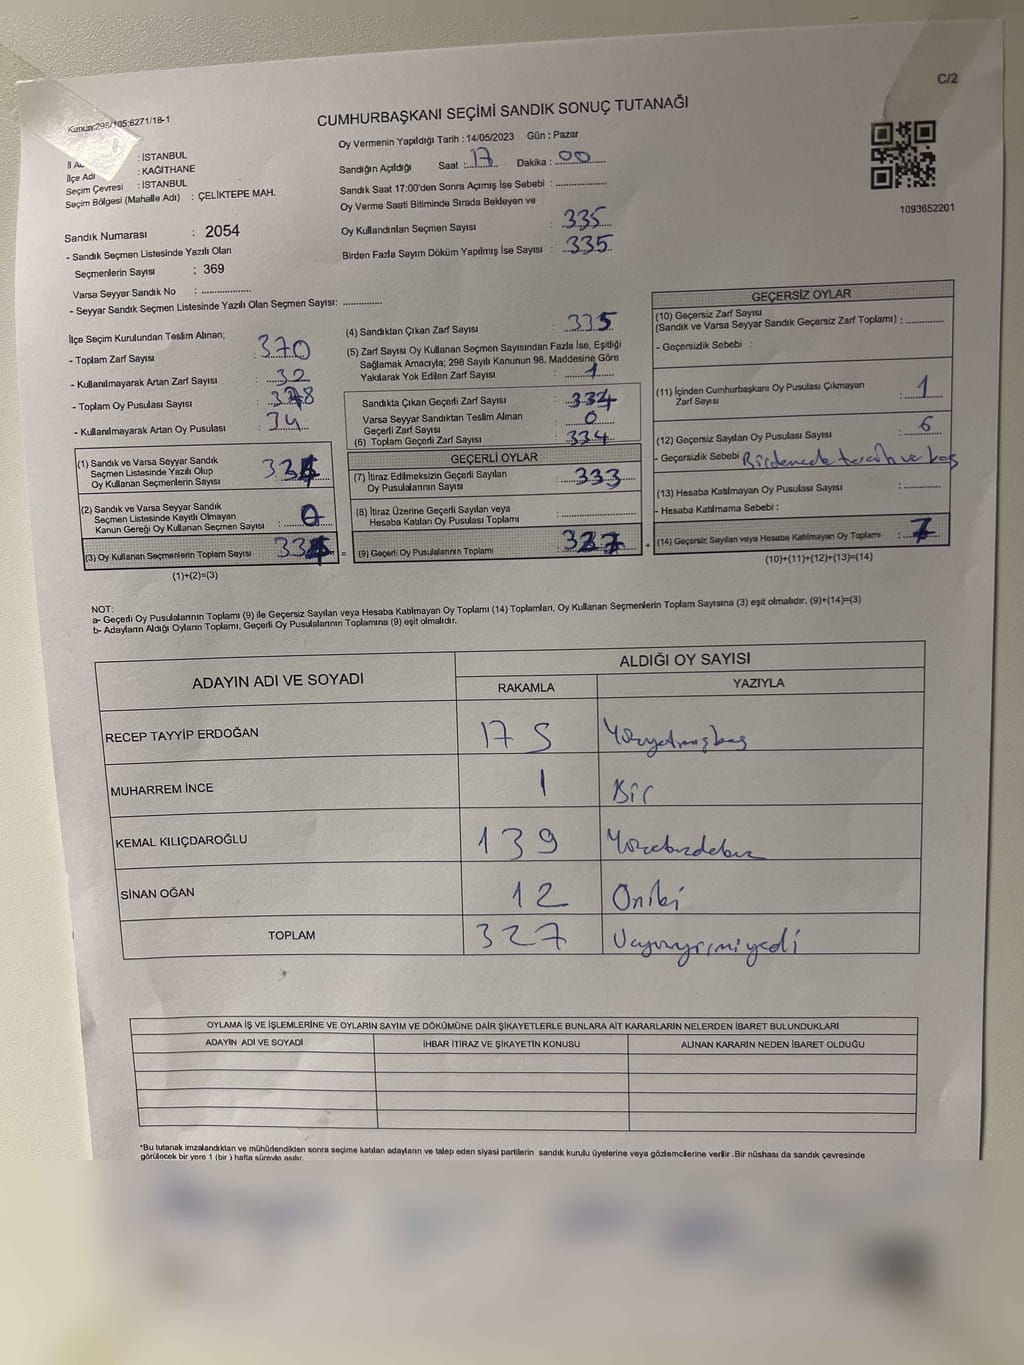 C/2
Kanun:298/105;6271/18-1
CUMHURBAŞKANI SEÇİMİ SANDIK SONUÇ TUTANAĞI
Oy Vermenin Yapıldığı Tarih : 14/05/2023 Gün : Pazar
İl A : İSTANBUL
İlçe Adı : KAĞITHANE
Seçim Çevresi : İSTANBUL
Seçim Bölgesi (Mahalle Adı) : ÇELİKTEPE MAH.
Sandığın Açıldığı Saat : 17 Dakika : 00
Sandık Saat 17:00'den Sonra Açımış İse Sebebi :
Oy Verme Saati Bitiminde Sırada Bekleyen ve
Oy Kullandırılan Seçmen Sayısı : 335
Birden Fazla Sayım Döküm Yapılmış İse Sayısı : 335
1093652201
Sandık Numarası : 2054
- Sandık Seçmen Listesinde Yazılı Olan
Seçmenlerin Sayısı : 369
Varsa Seyyar Sandık No :
- Seyyar Sandık Seçmen Listesinde Yazılı Olan Seçmen Sayısı:
İlçe Seçim Kurulundan Teslim Alınan;
- Toplam Zarf Sayısı : 370
- Kullanılmayarak Artan Zarf Sayısı : 32
- Toplam Oy Pusulası Sayısı :
- Kullanılmayarak Artan Oy Pusulası : 34
(1) Sandık ve Varsa Seyyar Sandık
Seçmen Listesinde Yazılı Olup
Oy Kullanan Seçmenlerin Sayısı :
(2) Sandık ve Varsa Seyyar Sandık
Seçmen Listesinde Kayıtlı Olmayan
Kanun Gereği Oy Kullanan Seçmen Sayısı : 0
(3) Oy Kullanan Seçmenlerin Toplam Sayısı :
(1)+(2)=(3)
(4) Sandıktan Çıkan Zarf Sayısı : 335
(5) Zarf Sayısı Oy Kullanan Seçmen Sayısından Fazla İse, Eşitliği
Sağlamak Amacıyla; 298 Sayılı Kanunun 98. Maddesine Göre
Yakılarak Yok Edilen Zarf Sayısı : 1
Sandıkta Çıkan Geçerli Zarf Sayısı : 334
Varsa Seyyar Sandıktan Teslim Alınan
Geçerli Zarf Sayısı : 0
(6) Toplam Geçerli Zarf Sayısı : 334
GEÇERLİ OYLAR
(7) İtiraz Edilmeksizin Geçerli Sayılan
Oy Pusulalarının Sayısı : 333
(8) İtiraz Üzerine Geçerli Sayılan veya
Hesaba Katılan Oy Pusulası Toplamı :
= (9) Geçerli Oy Pusulalarının Toplamı : 327
GEÇERSİZ OYLAR
(10) Geçersiz Zarf Sayısı
(Sandık ve Varsa Seyyar Sandık Geçersiz Zarf Toplamı) :
- Geçersizlik Sebebi :
(11) İçinden Cumhurbaşkanı Oy Pusulası Çıkmayan
Zarf Sayısı : 1
(12) Geçersiz Sayılan Oy Pusulası Sayısı : 6
- Geçersizlik Sebebi
(13) Hesaba Katılmayan Oy Pusulası Sayısı :
- Hesaba Katılmama Sebebi :
+ (14) Geçersiz Sayılan veya Hesaba Katılmayan Oy Toplamı : 7
(10)+(11)+(12)+(13)=(14)
NOT:
a- Geçerli Oy Pusulalarının Toplamı (9) ile Geçersiz Sayılan veya Hesaba Katılmayan Oy Toplamı (14) Toplamları, Oy Kullanan Seçmenlerin Toplam Sayısına (3) eşit olmalıdır. (9)+(14)=(3)
b- Adayların Aldığı Oyların Toplamı, Geçerli Oy Pusulalarının Toplamına (9) eşit olmalıdır.
ADAYIN ADI VE SOYADI ALDIĞI OY SAYISI
RAKAMLA YAZIYLA
RECEP TAYYİP ERDOĞAN 175 Yüzyetmişbeş
MUHARREM İNCE 1 Bir
KEMAL KILIÇDAROĞLU 139
SİNAN OĞAN 12 Oniki
TOPLAM 327 Üçyüzyirmiyedi
OYLAMA İŞ VE İŞLEMLERİNE VE OYLARIN SAYIM VE DÖKÜMÜNE DAİR ŞİKAYETLERLE BUNLARA AİT KARARLARIN NELERDEN İBARET BULUNDUKLARI
ADAYIN ADI VE SOYADI İHBAR İTİRAZ VE ŞİKAYETİN KONUSU ALINAN KARARIN NEDEN İBARET OLDUĞU
*Bu tutanak imzalandıktan ve mühürlendikten sonra seçime katılan adayların ve talep eden siyasi partilerin sandık kurulu üyelerine veya gözlemcilerine verilir .Bir nüshası da sandık çevresinde
görülecek bir yere 1 (bir ) hafta süreyle asılır.